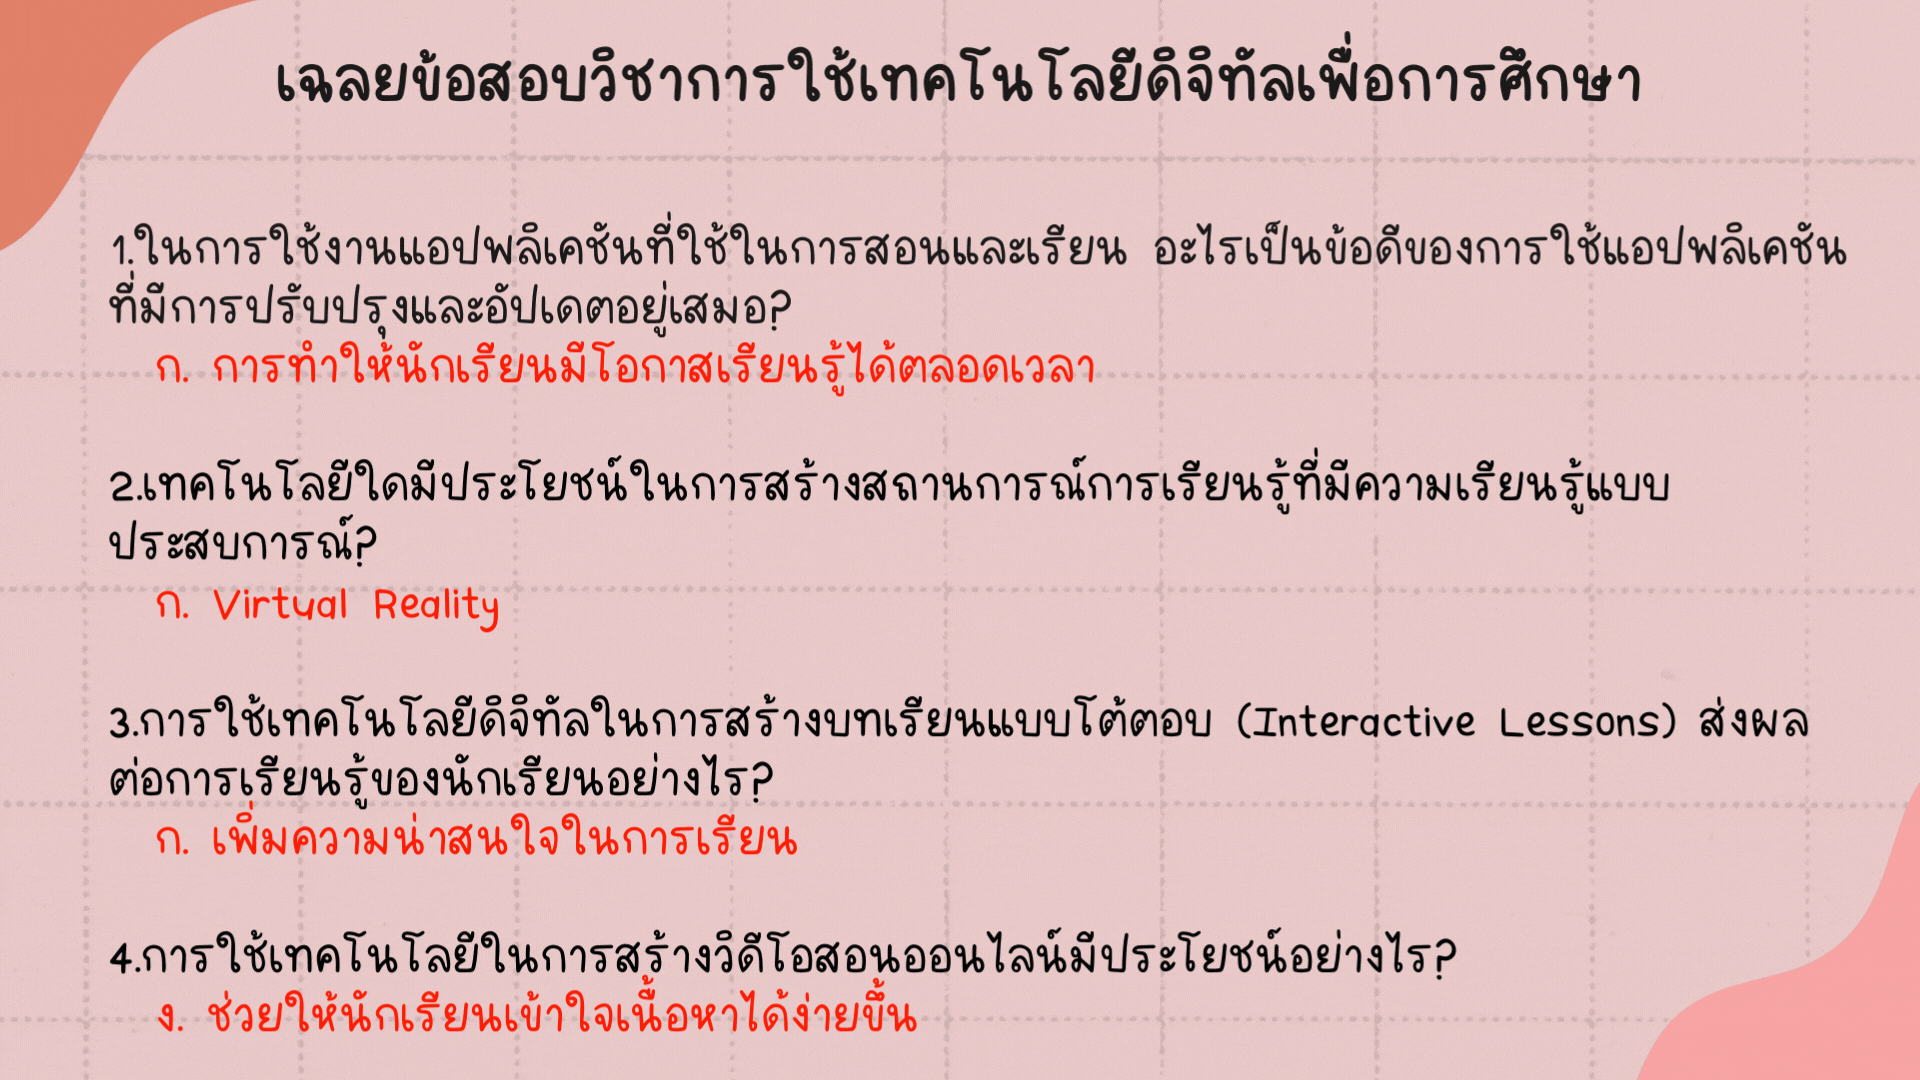 เฉลยข้อสอบวิชาการใช้เทคโนโลยีดิจิทัลเพื่อการศึกษา
1.ในการใช้งานแอปพลิเคชันที่ใช้ในการสอนและเรียน อะไรเป็นข้อดีของการใช้แอปพลิเคชัน
ที่มีการปรับปรุงและอัปเดตอยู่เสมอ?
ก. การทำให้นักเรียนมีโอกาสเรียนรู้ได้ตลอดเวลา
2.เทคโนโลยีใดมีประโยชน์ในการสร้างสถานการณ์การเรียนรู้ที่มีความเรียนรู้แบบ
ประสบการณ์?
ก. Virtual Reality
3.การใช้เทคโนโลยีดิจิทัลในการสร้างบทเรียนแบบโต้ตอบ (Interactive Lessons) ส่งผล
ต่อการเรียนรู้ของนักเรียนอย่างไร?
ก. เพิ่มความน่าสนใจในการเรียน
4.การใช้เทคโนโลยีในการสร้างวิดีโอสอนออนไลน์มีประโยชน์อย่างไร?
ง. ช่วยให้นักเรียนเข้าใจเนื้อหาได้ง่ายขึ้น